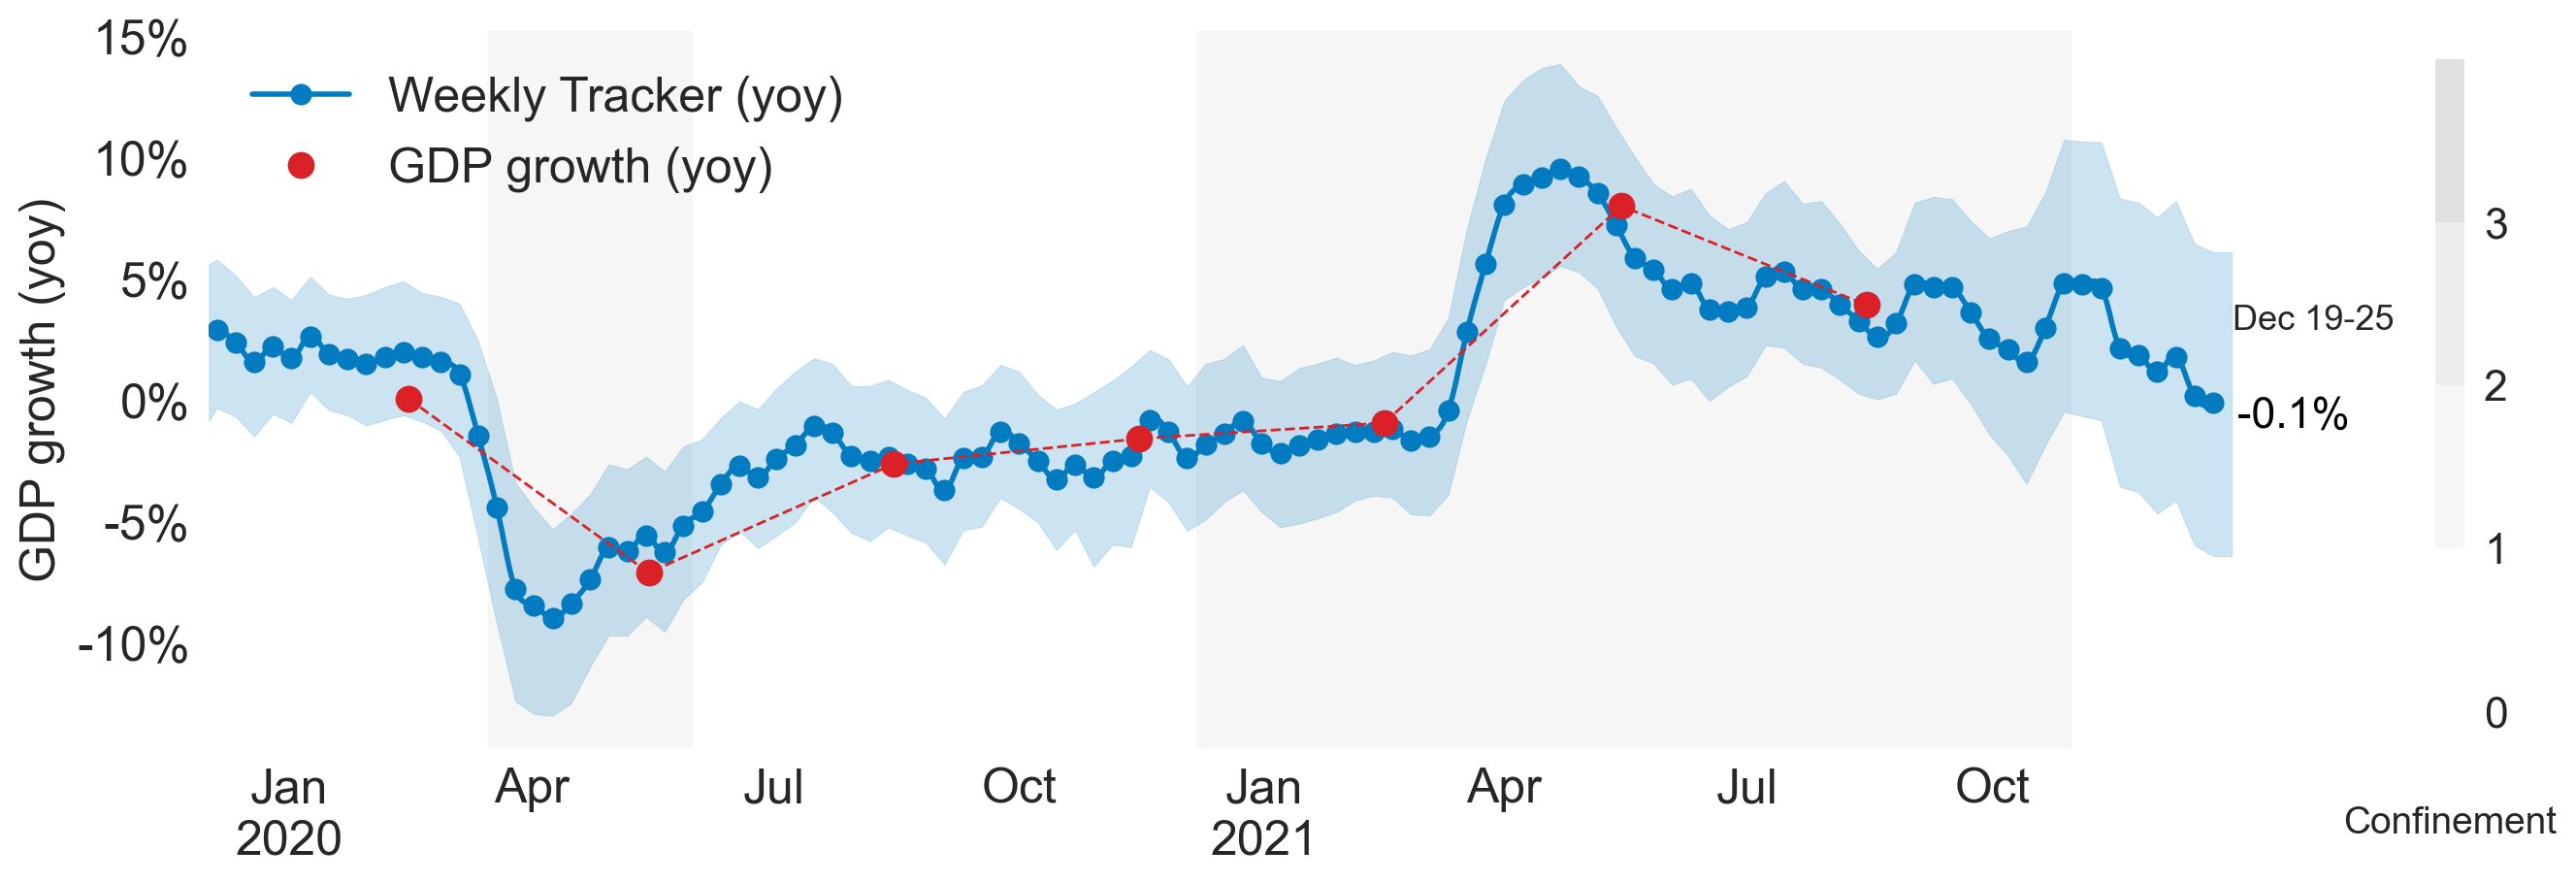 15%
10%
5%
0%
-5%
-10%
GDP growth (yoy)
Weekly Tracker (yoy)
GDP growth (yoy)
Dec 19-25
-0.1%
3
2
1
0
Confinement
Jan Apr Jul Oct Jan Apr Jul Oct
2020 2021